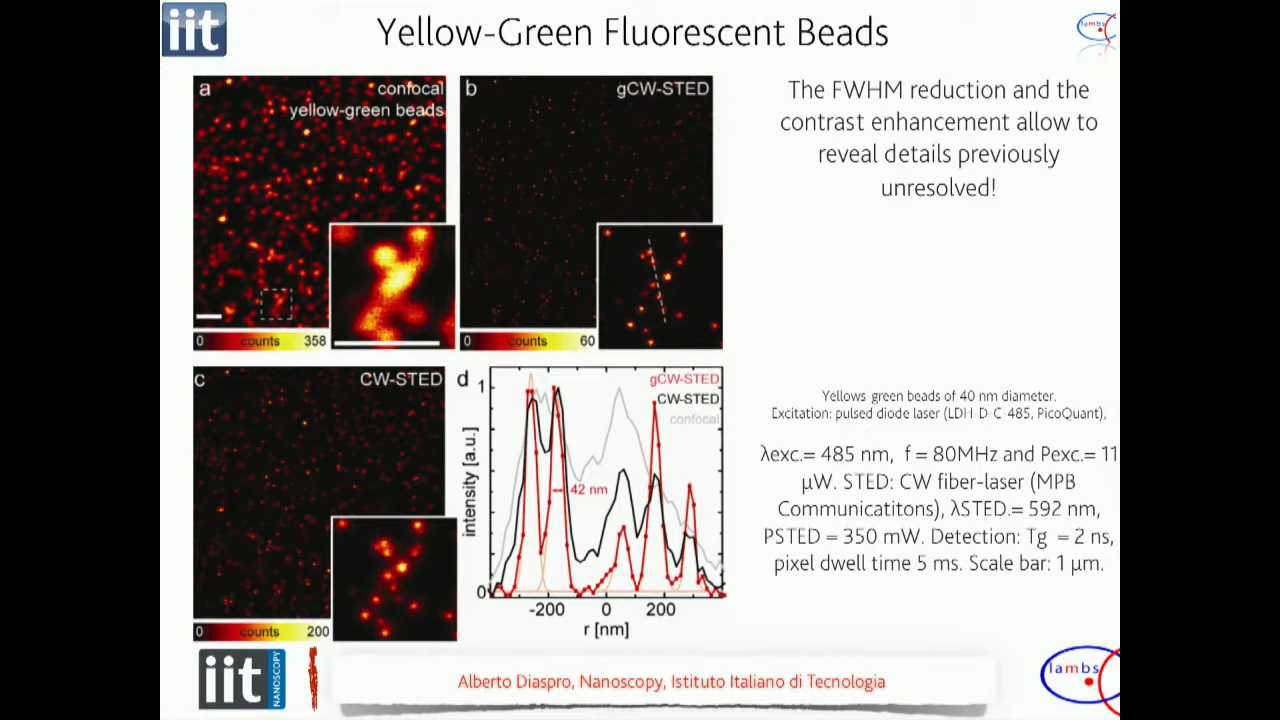 iit
Yellow-Green Fluorescent Beads
lambs
a
confocal
yellow-green beads
0 counts 358
b
gCW-STED
0 60
The FWHM reduction and the
contrast enhancement allow to
reveal details previously
unresolved!
c
CW-STED
0 counts 200
d
gCW-STED
CW-STED
confocal
1
intensity [a.u.]
42 nm
0
-200 0 200
r [nm]
Yellows green beads of 40 nm diameter.
Excitation: pulsed diode laser (LDH-D-C-485, PicoQuant),
λexc.= 485 nm, f = 80MHz and Pexc.= 11
μW. STED: CW fiber-laser (MPB
Communicatitons), λSTED.= 592 nm,
PSTED = 350 mW. Detection: Tg = 2 ns,
pixel dwell time 5 ms. Scale bar: 1 μm.
iit
NANOSCOPY
Alberto Diaspro, Nanoscopy, Istituto Italiano di Tecnologia
lambs